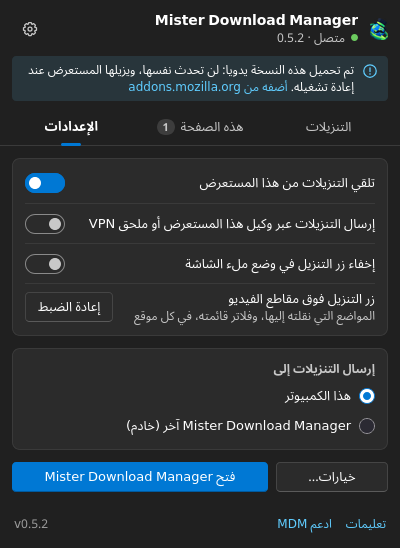 Mister Download Manager
متصل · 0.5.2
تم تحميل هذه النسخة يدويا: لن تحدث نفسها، ويزيلها المستعرض عند
إعادة تشغيله. أضفه من addons.mozilla.org
التنزيلات
هذه الصفحة 1
الإعدادات
تلقي التنزيلات من هذا المستعرض
إرسال التنزيلات عبر وكيل هذا المستعرض أو ملحق VPN
إخفاء زر التنزيل في وضع ملء الشاشة
زر التنزيل فوق مقاطع الفيديو
المواضع التي نقلته إليها، وفلاتر قائمته، في كل موقع
إعادة الضبط
إرسال التنزيلات إلى
هذا الكمبيوتر
Mister Download Manager آخر (خادم)
خيارات...
فتح Mister Download Manager
تعليمات
ادعم MDM
v0.5.2